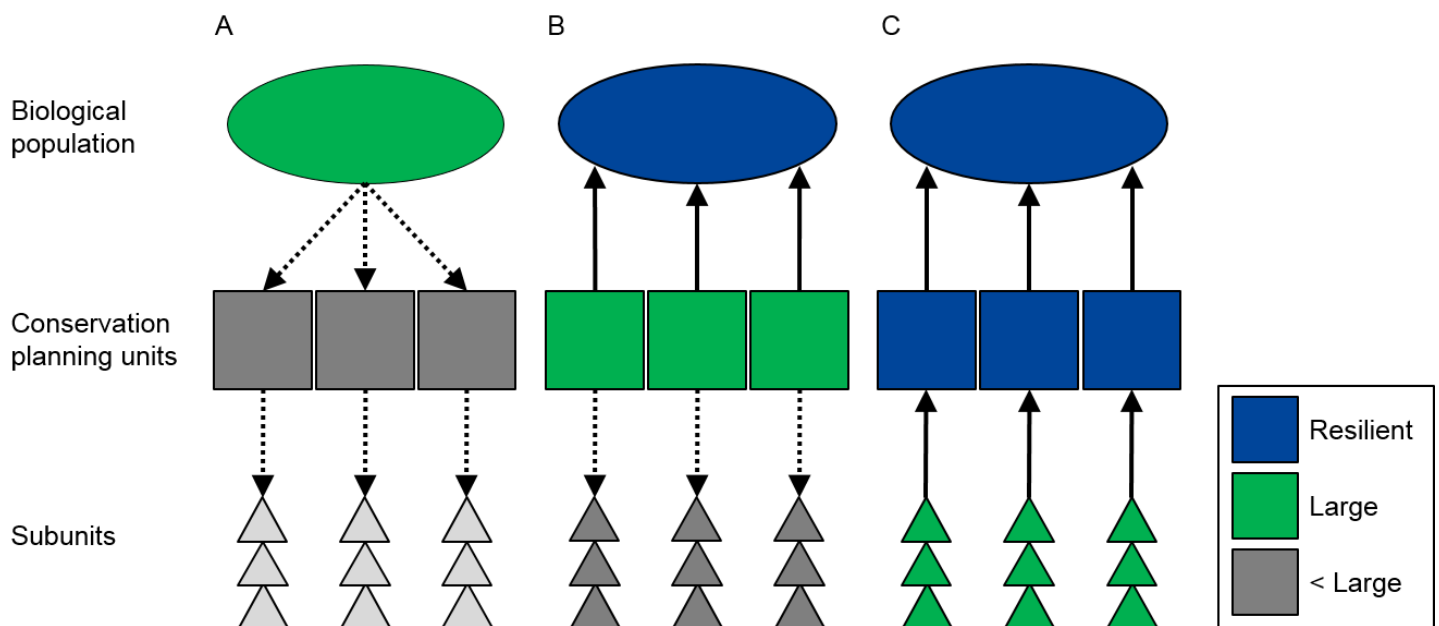 A B C
Biological
population
Conservation
planning units
Subunits
Resilient
Large
< Large